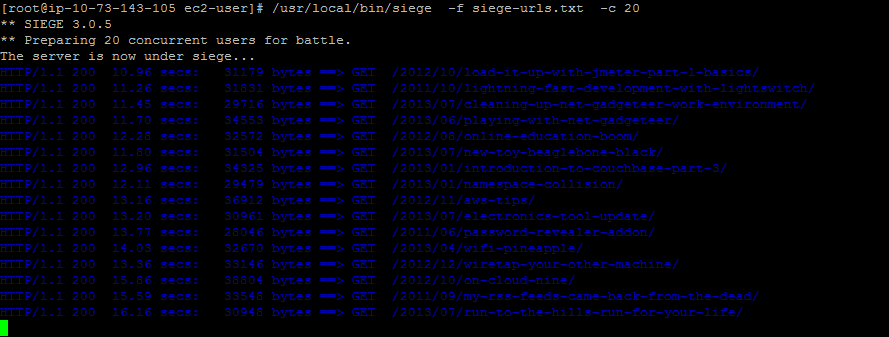 [root@ip-10-73-143-105 ec2-user]# /usr/local/bin/siege  -f siege-urls.txt  -c 20
** SIEGE 3.0.5
** Preparing 20 concurrent users for battle.
The server is now under siege...
HTTP/1.1 200  10.96 secs:   31179 bytes ==> GET  /2012/10/load-it-up-with-jmeter-part-1-basics/
HTTP/1.1 200  11.26 secs:   31831 bytes ==> GET  /2011/10/lightning-fast-development-with-lightswitch/
HTTP/1.1 200  11.45 secs:   29716 bytes ==> GET  /2013/07/cleaning-up-net-gadgeteer-work-environment/
HTTP/1.1 200  11.70 secs:   34553 bytes ==> GET  /2013/06/playing-with-net-gadgeteer/
HTTP/1.1 200  12.28 secs:   32572 bytes ==> GET  /2012/08/online-education-boom/
HTTP/1.1 200  11.80 secs:   31504 bytes ==> GET  /2013/07/new-toy-beaglebone-black/
HTTP/1.1 200  12.96 secs:   34325 bytes ==> GET  /2013/01/introduction-to-couchbase-part-3/
HTTP/1.1 200  12.11 secs:   29479 bytes ==> GET  /2013/01/namespace-collision/
HTTP/1.1 200  13.16 secs:   36912 bytes ==> GET  /2012/11/aws-tips/
HTTP/1.1 200  13.20 secs:   30961 bytes ==> GET  /2013/07/electronics-tool-update/
HTTP/1.1 200  13.77 secs:   28046 bytes ==> GET  /2011/06/password-revealer-addon/
HTTP/1.1 200  14.03 secs:   32670 bytes ==> GET  /2013/04/wifi-pineapple/
HTTP/1.1 200  13.36 secs:   33146 bytes ==> GET  /2012/12/wiretap-your-other-machine/
HTTP/1.1 200  15.86 secs:   38804 bytes ==> GET  /2012/10/on-cloud-nine/
HTTP/1.1 200  15.59 secs:   33548 bytes ==> GET  /2011/09/my-rss-feeds-came-back-from-the-dead/
HTTP/1.1 200  16.16 secs:   30948 bytes ==> GET  /2013/07/run-to-the-hills-run-for-your-life/